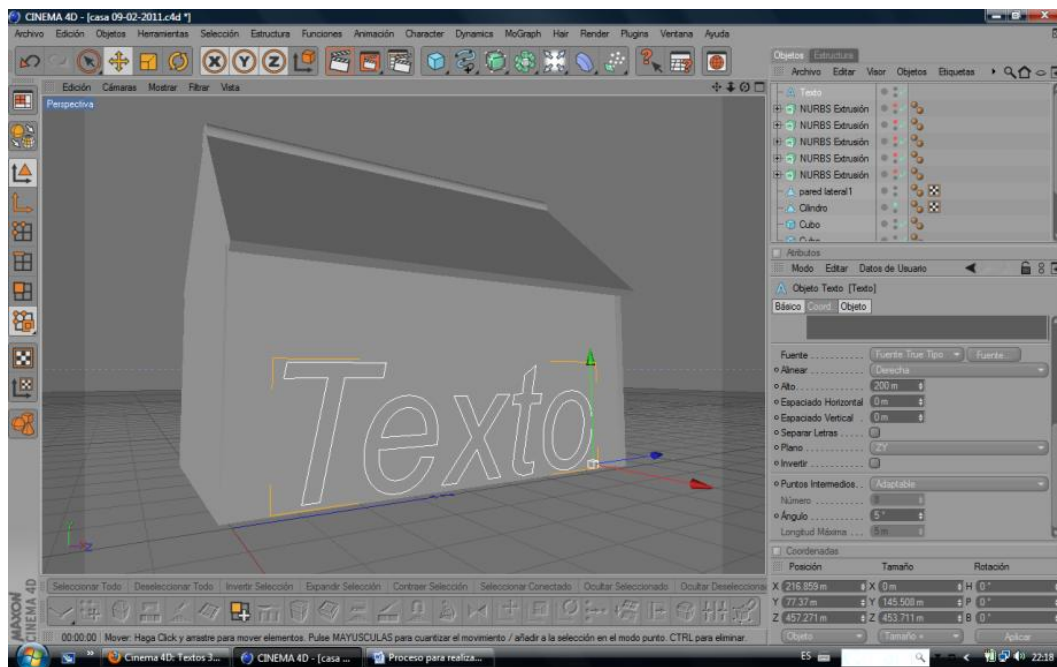 CINEMA 4D - [casa 09-02-2011.c4d *]
Archivo Edición Objetos Herramientas Selección Estructura Funciones Animación Character Dynamics MoGraph Hair Render Plugins Ventana Ayuda
Objetos Estructura
Archivo Editar Visor Objetos Etiquetas
Edición Cámaras Mostrar Filtrar Vista
Perspectiva
Texto
NURBS Extrusión
NURBS Extrusión
NURBS Extrusión
NURBS Extrusión
NURBS Extrusión
pared lateral1
Cilindro
Cubo
Cubo
Atributos
Modo Editar Datos de Usuario
Objeto Texto [Texto]
Básico Coord. Objeto
Fuente Fuente True Tipo Fuente...
Alinear Derecha
Alto 200 m
Espaciado Horizontal 0 m
Espaciado Vertical 0 m
Separar Letras
Plano ZY
Invertir
Puntos Intermedios Adaptable
Número 8
Ángulo 5 °
Longitud Máxima 5 m
Texto
Y
X Z
Coordenadas
Posición Tamaño Rotación
X 216.859 m X 0 m H 0 °
Y 77.37 m Y 145.508 m P 0 °
Z 457.271 m Z 453.711 m B 0 °
Objeto Tamaño + Aplicar
Seleccionar Todo Deseleccionar Todo Invertir Selección Expandir Selección Contraer Selección Seleccionar Conectado Ocultar Seleccionado Ocultar Deseleccionar
MAXON
CINEMA 4D
00:00:00 Mover: Haga Click y arrastre para mover elementos. Pulse MAYUSCULAS para cuantizar el movimiento / añadir a la selección en el modo punto. CTRL para eliminar.
Cinema 4D: Textos 3... CINEMA 4D - [casa ... Proceso para realiza... ES 22:18